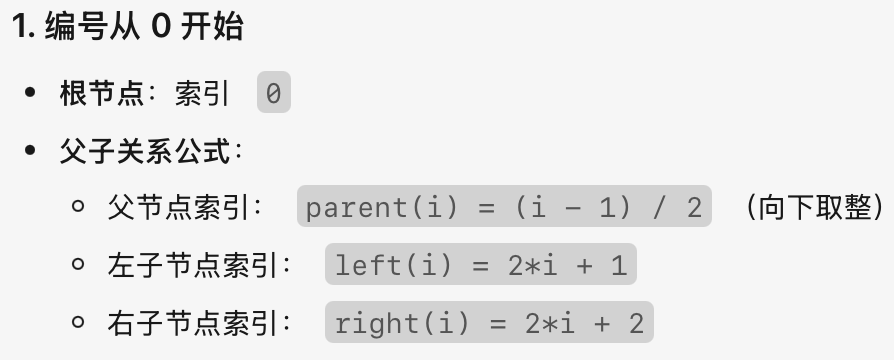 1. 编号从 0 开始
• 根节点：索引 0
• 父子关系公式：
◦ 父节点索引： parent(i) = (i - 1) / 2 （向下取整）
◦ 左子节点索引： left(i) = 2*i + 1
◦ 右子节点索引： right(i) = 2*i + 2